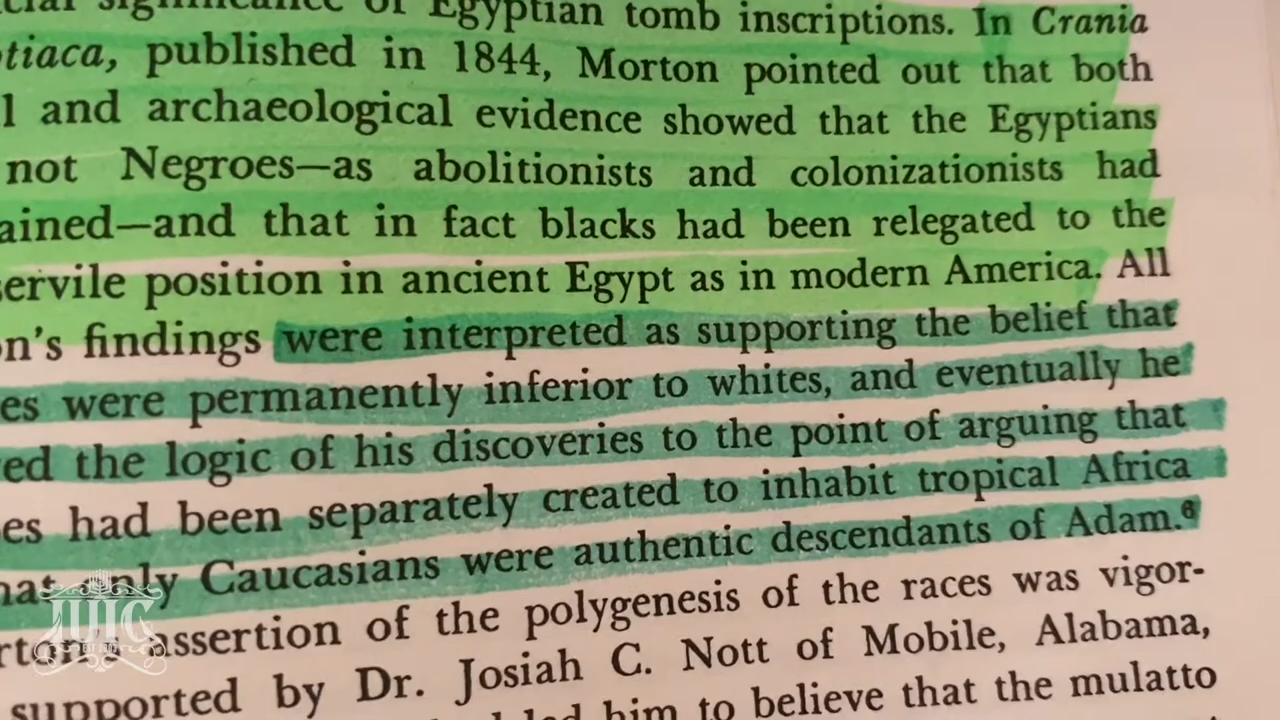 significance of Egyptian tomb inscriptions. In Crania
tiaca, published in 1844, Morton pointed out that both
l and archaeological evidence showed that the Egyptians
not Negroes—as abolitionists and colonizationists had
ained—and that in fact blacks had been relegated to the
servile position in ancient Egypt as in modern America. All
n's findings were interpreted as supporting the belief that
es were permanently inferior to whites, and eventually he
ed the logic of his discoveries to the point of arguing that
es had been separately created to inhabit tropical Africa
hat only Caucasians were authentic descendants of Adam.⁶
assertion of the polygenesis of the races was vigor-
supported by Dr. Josiah C. Nott of Mobile, Alabama,
him to believe that the mulatto
IUIC